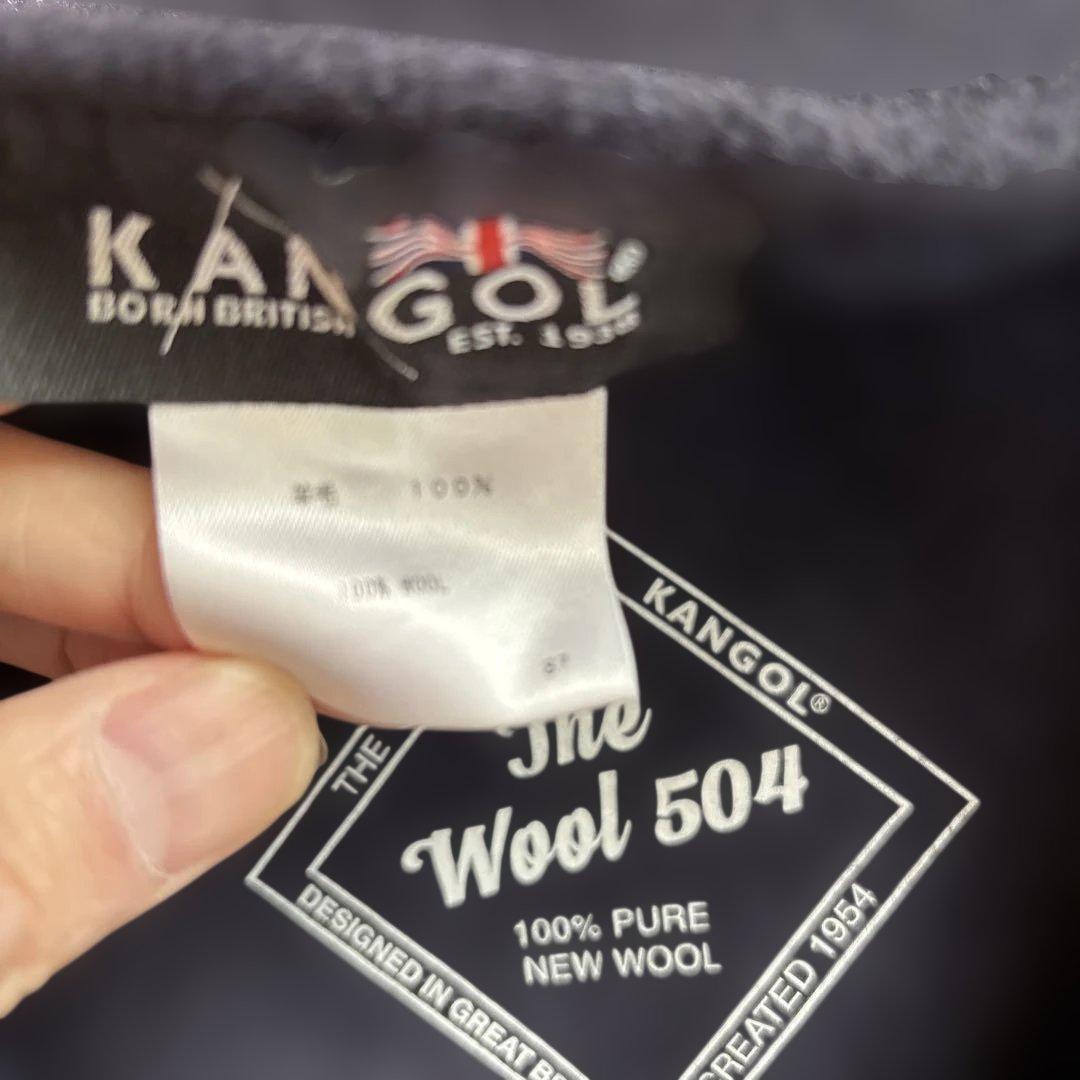 KANGOL®
BORN BRITISH EST. 1938
羊毛 100%
100% WOOL
KANGOL®
THE
The
Wool 504
100% PURE
NEW WOOL
DESIGNED IN GREAT
CREATED 1954